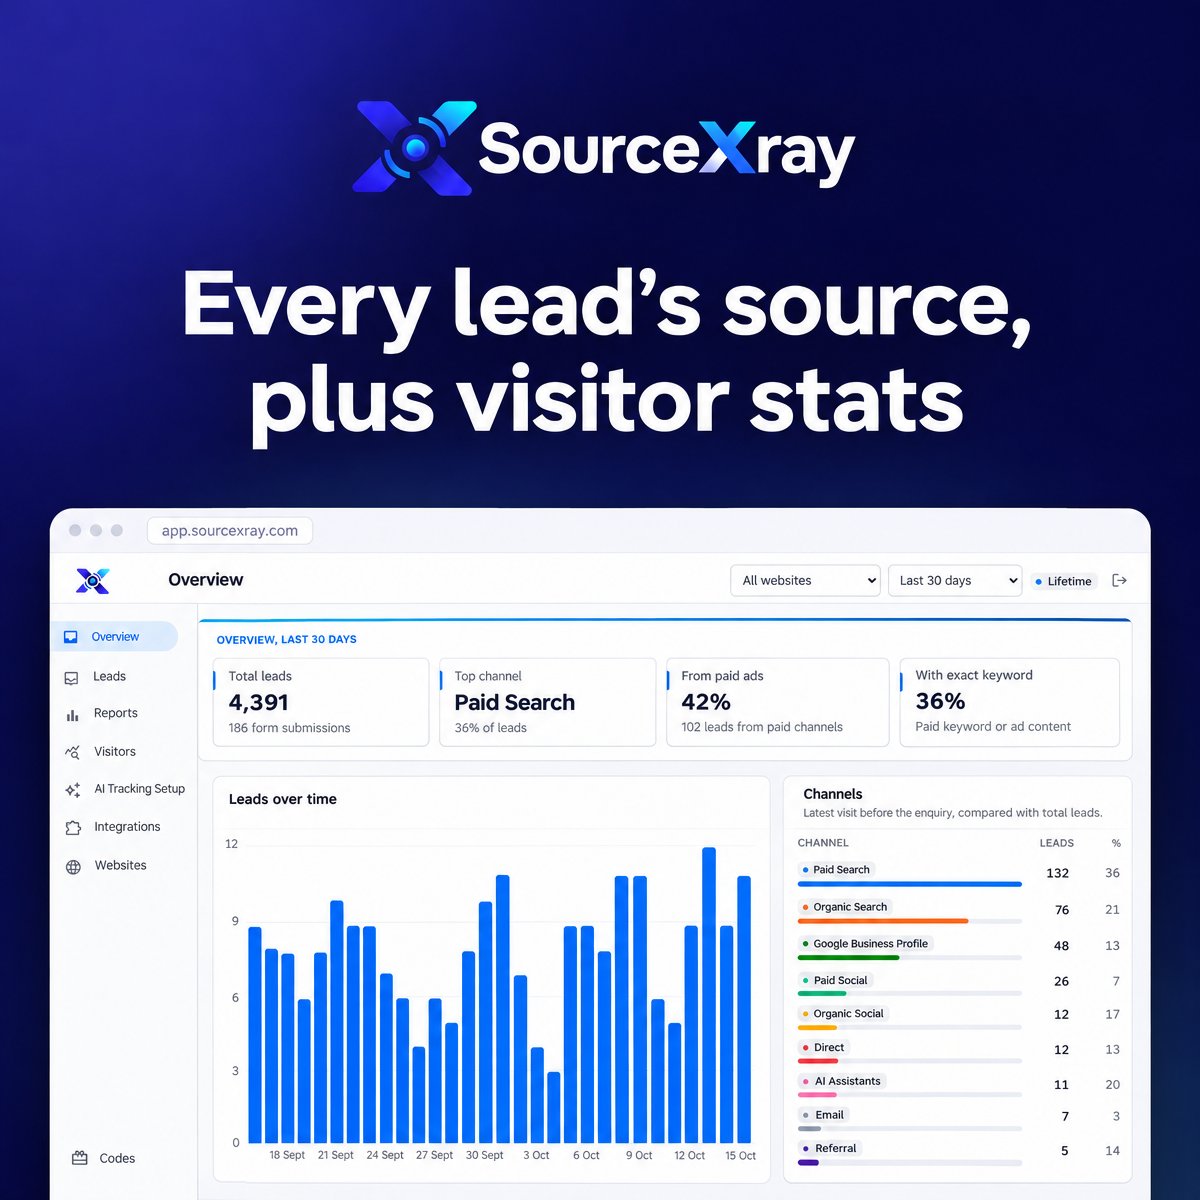 SourceXray
Every lead's source,
plus visitor stats
app.sourcexray.com
Overview
All websites
Last 30 days
Lifetime
Overview
Leads
Reports
Visitors
AI Tracking Setup
Integrations
Websites
Codes
OVERVIEW, LAST 30 DAYS
Total leads
4,391
186 form submissions
Top channel
Paid Search
36% of leads
From paid ads
42%
102 leads from paid channels
With exact keyword
36%
Paid keyword or ad content
Leads over time
12
9
6
3
0
18 Sept 21 Sept 24 Sept 27 Sept 30 Sept 3 Oct 6 Oct 9 Oct 12 Oct 15 Oct
Channels
Latest visit before the enquiry, compared with total leads.
CHANNEL LEADS %
Paid Search 132 36
Organic Search 76 21
Google Business Profile 48 13
Paid Social 26 7
Organic Social 12 17
Direct 12 13
AI Assistants 11 20
Email 7 3
Referral 5 14